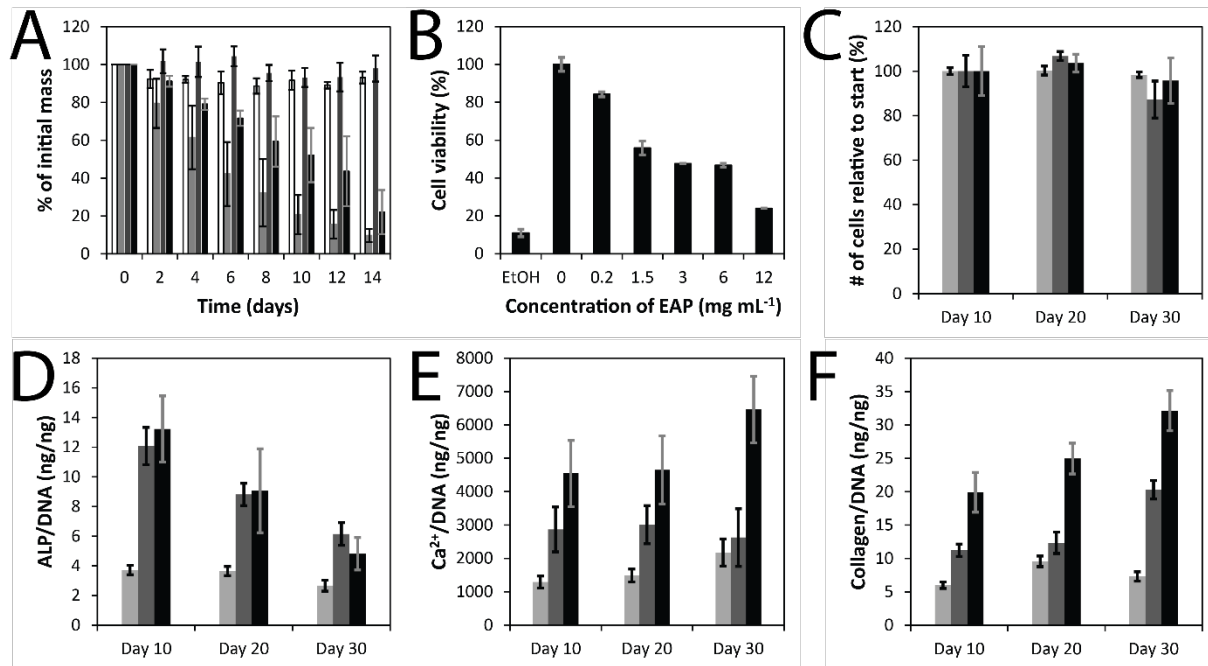 A
% of initial mass
120
100
80
60
40
20
0
0 2 4 6 8 10 12 14
Time (days)
B
Cell viability (%)
120
100
80
60
40
20
0
EtOH 0 0.2 1.5 3 6 12
Concentration of EAP (mg mL⁻¹)
C
# of cells relative to start (%)
120
100
80
60
40
20
0
Day 10 Day 20 Day 30
D
ALP/DNA (ng/ng)
18
16
14
12
10
8
6
4
2
0
Day 10 Day 20 Day 30
E
Ca²⁺/DNA (ng/ng)
8000
7000
6000
5000
4000
3000
2000
1000
0
Day 10 Day 20 Day 30
F
Collagen/DNA (ng/ng)
40
35
30
25
20
15
10
5
0
Day 10 Day 20 Day 30